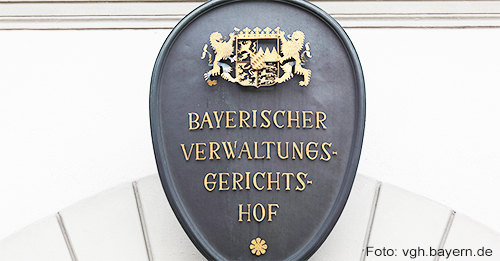 BAYERISCHER
VERWALTUNGS-
GERICHTS-
HOF
Foto: vgh.bayern.de